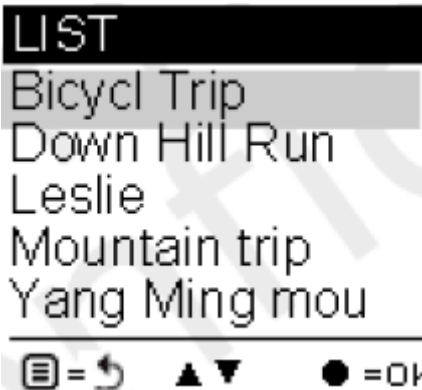 LIST
Bicycl Trip
Down Hill Run
Leslie
Mountain trip
Yang Ming mou
= ▲ ▼ ● =OK